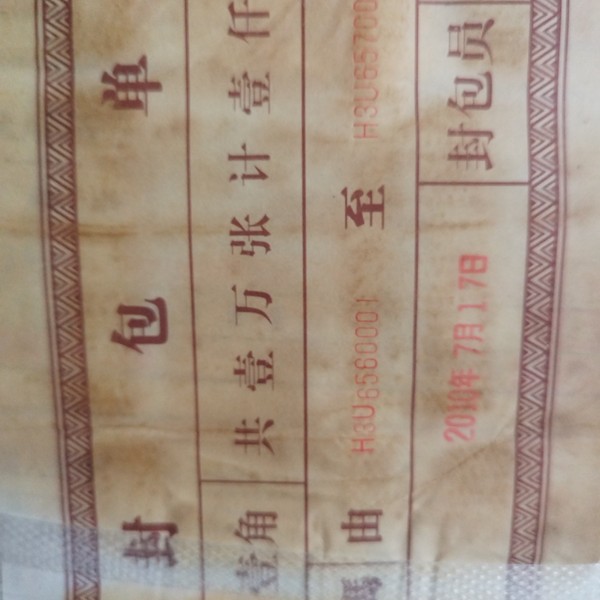 封包单
壹角 共壹万张计壹仟
由 H3U6560001 至 H3U65700
2010年7月17日 封包员